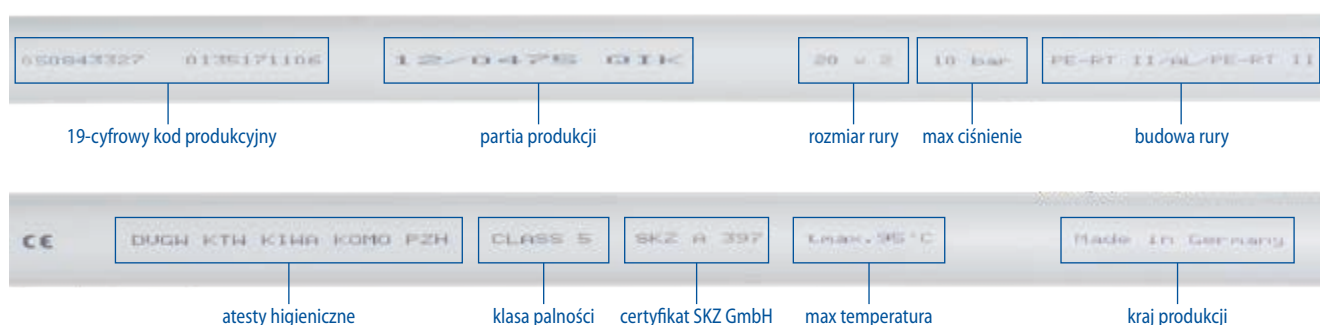 050843327 0135171106
12/0475 OIK
20 x 2
10 bar
PE-RT II/AL/PE-RT II
19-cyfrowy kod produkcyjny
partia produkcji
rozmiar rury
max ciśnienie
budowa rury
CE
DVGW KTW KIWA KOMO PZH
CLASS 5
SKZ A 397
tmax.95°C
Made in Germany
atesty higieniczne
klasa palności
certyfikat SKZ GmbH
max temperatura
kraj produkcji